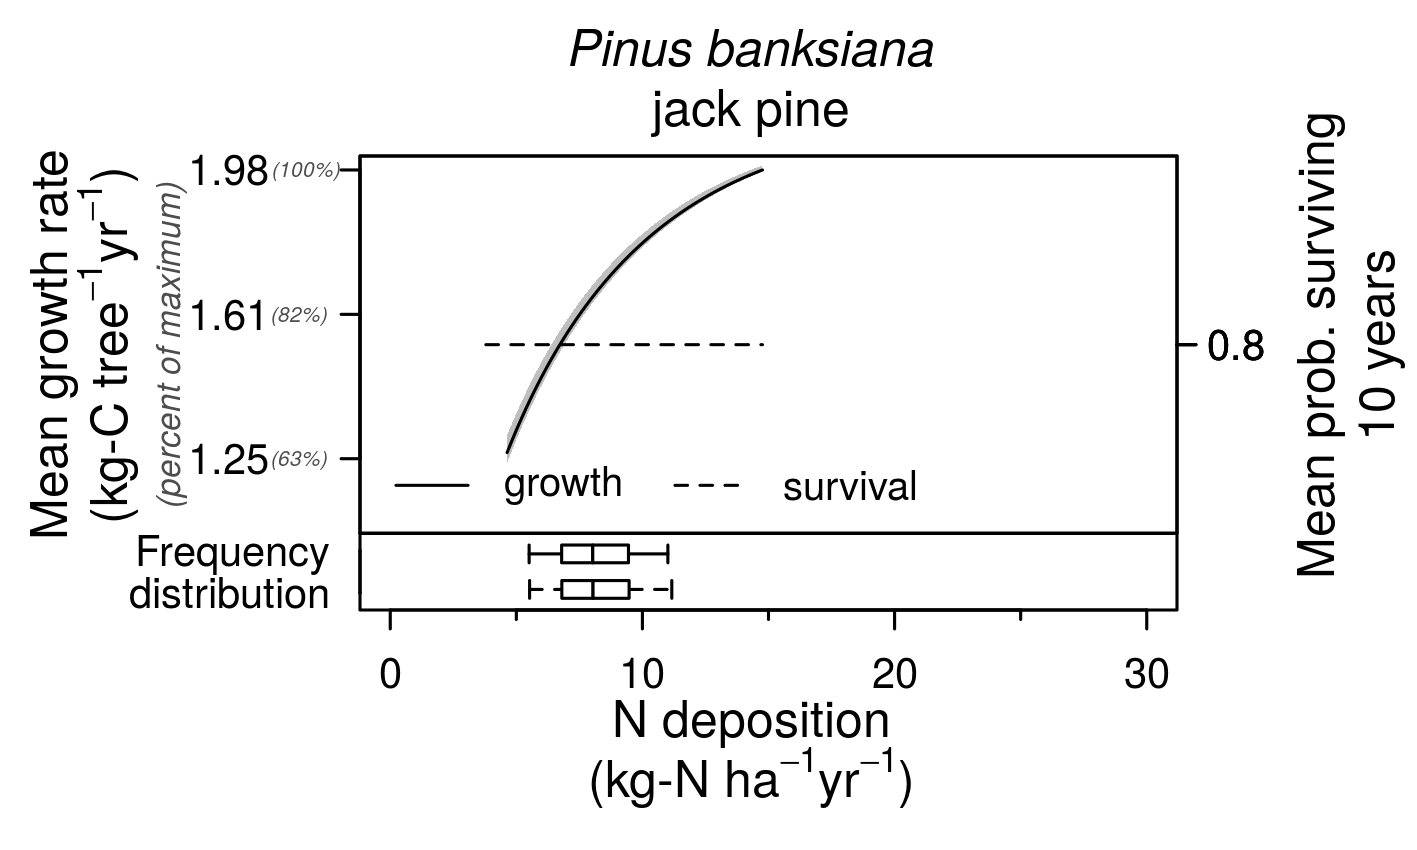 Pinus banksiana
jack pine
Mean growth rate
(kg-C tree⁻¹yr⁻¹)
(percent of maximum)
1.98 (100%)
1.61 (82%)
1.25 (63%)
growth
survival
0.8
Mean prob. surviving
10 years
Frequency
distribution
0 10 20 30
N deposition
(kg-N ha⁻¹yr⁻¹)